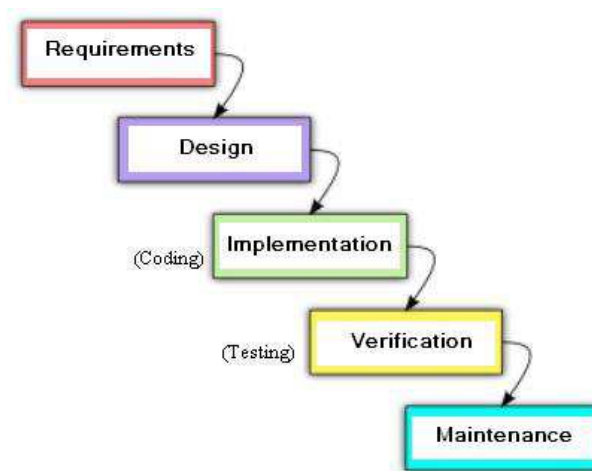 Requirements
Design
Implementation
(Coding)
Verification
(Testing)
Maintenance